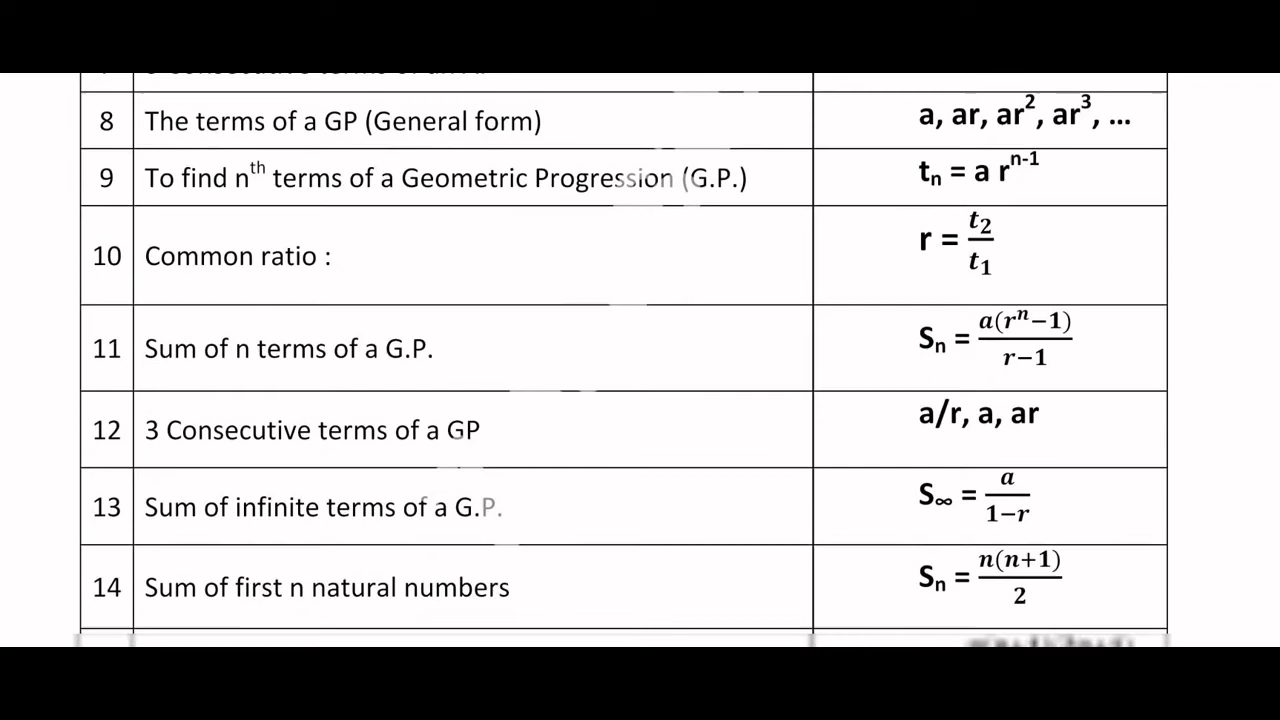 8 The terms of a GP (General form) a, ar, ar², ar³, ...
9 To find nᵗʰ terms of a Geometric Progression (G.P.) tₙ = a rⁿ⁻¹
10 Common ratio : r = t₂/t₁
11 Sum of n terms of a G.P. Sₙ = a(rⁿ−1)/r−1
12 3 Consecutive terms of a GP a/r, a, ar
13 Sum of infinite terms of a G.P. S∞ = a/1−r
14 Sum of first n natural numbers Sₙ = n(n+1)/2